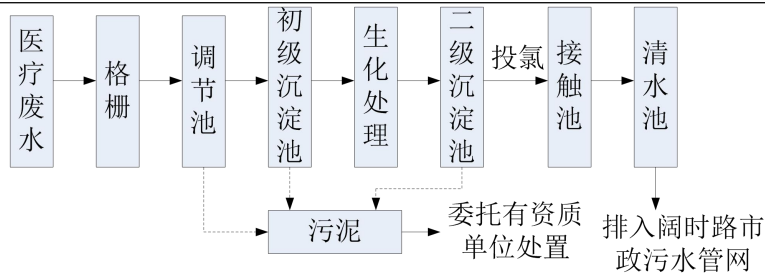 医疗废水
格栅
调节池
初级沉淀池
生化处理
二级沉淀池
投氯
接触池
清水池
污泥
委托有资质
单位处置
排入阔时路市
政污水管网